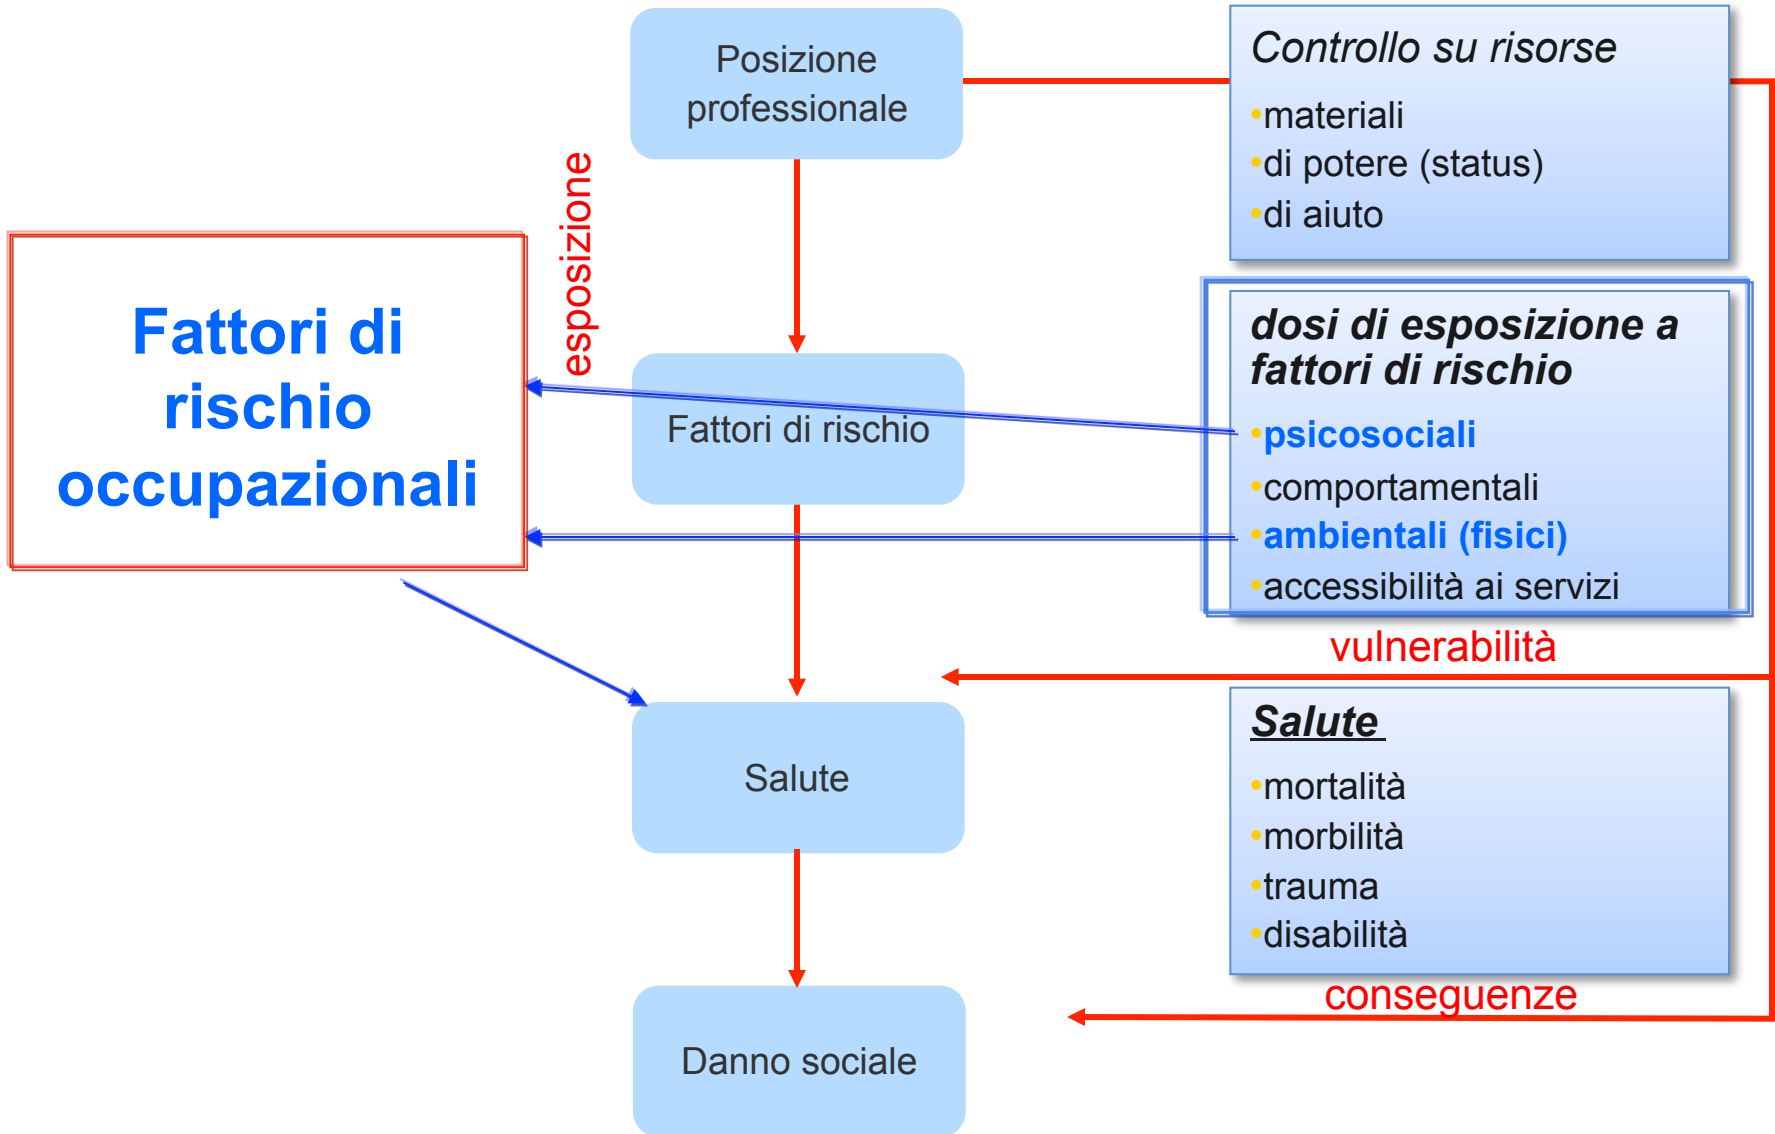 Posizione
professionale
Controllo su risorse
•materiali
•di potere (status)
•di aiuto
esposizione
Fattori di
rischio
occupazionali
Fattori di rischio
dosi di esposizione a
fattori di rischio
•psicosociali
•comportamentali
•ambientali (fisici)
•accessibilità ai servizi
vulnerabilità
Salute
Salute
•mortalità
•morbilità
•trauma
•disabilità
conseguenze
Danno sociale